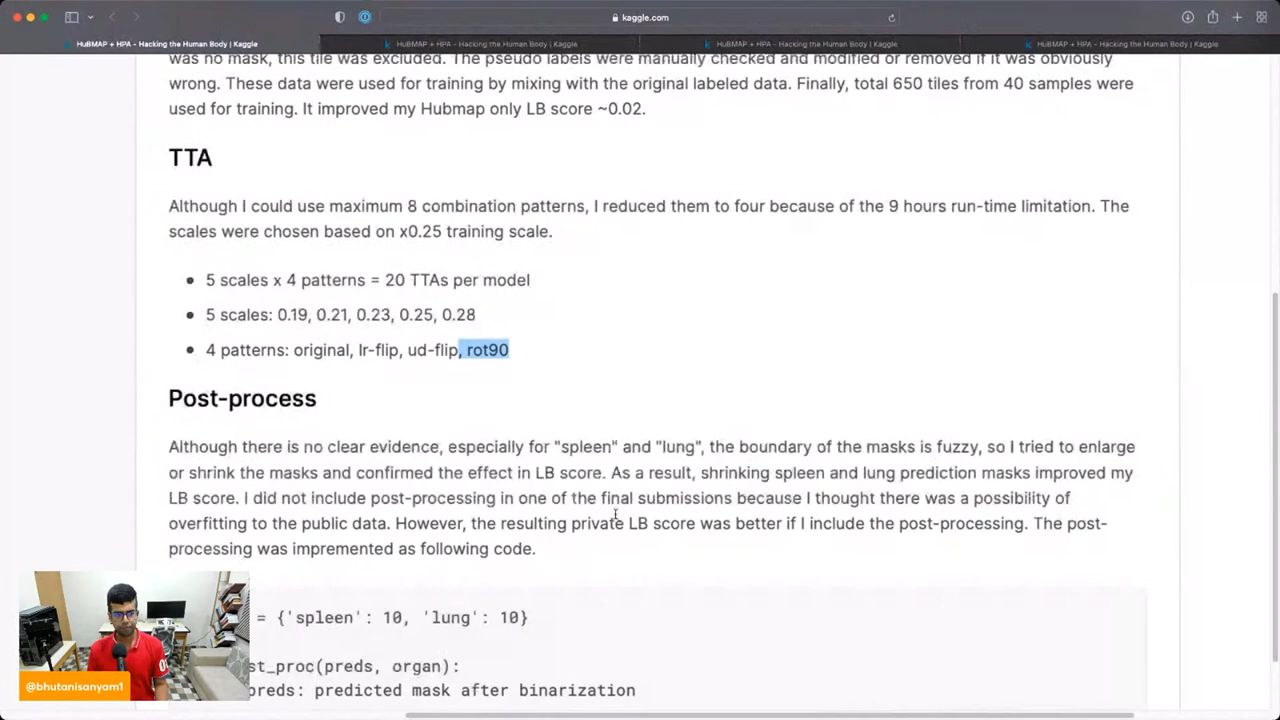 kaggle.com
HuBMAP + HPA - Hacking the Human Body | Kaggle
HuBMAP + HPA - Hacking the Human Body | Kaggle
HuBMAP + HPA - Hacking the Human Body | Kaggle
HuBMAP + HPA - Hacking the Human Body | Kaggle
was no mask, this tile was excluded. The pseudo labels were manually checked and modified or removed if it was obviously
wrong. These data were used for training by mixing with the original labeled data. Finally, total 650 tiles from 40 samples were
used for training. It improved my Hubmap only LB score ~0.02.
TTA
Although I could use maximum 8 combination patterns, I reduced them to four because of the 9 hours run-time limitation. The
scales were chosen based on x0.25 training scale.
• 5 scales x 4 patterns = 20 TTAs per model
• 5 scales: 0.19, 0.21, 0.23, 0.25, 0.28
• 4 patterns: original, lr-flip, ud-flip, rot90
Post-process
Although there is no clear evidence, especially for "spleen" and "lung", the boundary of the masks is fuzzy, so I tried to enlarge
or shrink the masks and confirmed the effect in LB score. As a result, shrinking spleen and lung prediction masks improved my
LB score. I did not include post-processing in one of the final submissions because I thought there was a possibility of
overfitting to the public data. However, the resulting private LB score was better if I include the post-processing. The post-
processing was impremented as following code.
= {'spleen': 10, 'lung': 10}
st_proc(preds, organ):
preds: predicted mask after binarization
@bhutanisanyam1